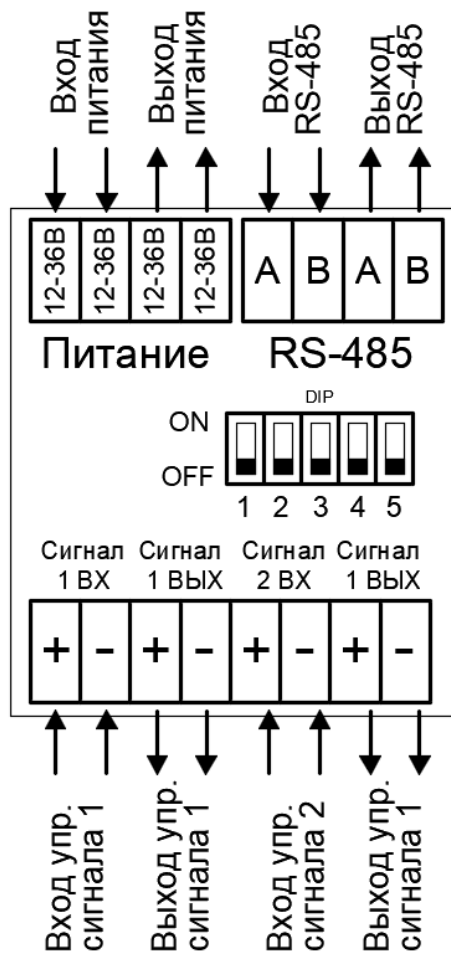 Вход
питания
Выход
питания
Вход
RS-485
Выход
RS-485
12-36В
12-36В
12-36В
12-36В
A
B
A
B
Питание
RS-485
DIP
ON
OFF
1
2
3
4
5
Сигнал
1 ВХ
Сигнал
1 ВЫХ
Сигнал
2 ВХ
Сигнал
1 ВЫХ
+
-
+
-
+
-
+
-
Вход упр.
сигнала 1
Выход упр.
сигнала 1
Вход упр.
сигнала 2
Выход упр.
сигнала 1